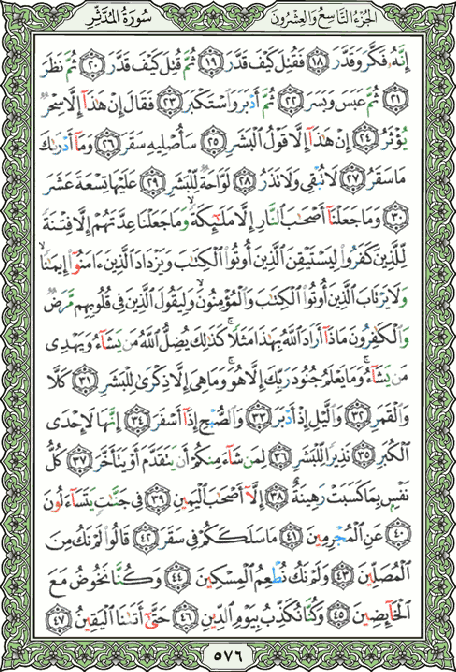 الجُزءُ التَّاسِعُ وَالعِشْرُونَ
سُورَةُ المُدَّثِّرِ
إِنَّهُۥ فَكَّرَ وَقَدَّرَ ١٨ فَقُتِلَ كَيْفَ قَدَّرَ ١٩ ثُمَّ قُتِلَ كَيْفَ قَدَّرَ ٢٠ ثُمَّ نَظَرَ
٢١ ثُمَّ عَبَسَ وَبَسَرَ ٢٢ ثُمَّ أَدْبَرَ وَٱسْتَكْبَرَ ٢٣ فَقَالَ إِنْ هَٰذَآ إِلَّا سِحْرٌ
يُؤْثَرُ ٢٤ إِنْ هَٰذَآ إِلَّا قَوْلُ ٱلْبَشَرِ ٢٥ سَأُصْلِيهِ سَقَرَ ٢٦ وَمَآ أَدْرَىٰكَ
مَا سَقَرُ ٢٧ لَا تُبْقِى وَلَا تَذَرُ ٢٨ لَوَّاحَةٌ لِّلْبَشَرِ ٢٩ عَلَيْهَا تِسْعَةَ عَشَرَ
٣٠ وَمَا جَعَلْنَآ أَصْحَٰبَ ٱلنَّارِ إِلَّا مَلَٰٓئِكَةً وَمَا جَعَلْنَا عِدَّتَهُمْ إِلَّا فِتْنَةً
لِّلَّذِينَ كَفَرُوا۟ لِيَسْتَيْقِنَ ٱلَّذِينَ أُوتُوا۟ ٱلْكِتَٰبَ وَيَزْدَادَ ٱلَّذِينَ ءَامَنُوٓا۟ إِيمَٰنًا
وَلَا يَرْتَابَ ٱلَّذِينَ أُوتُوا۟ ٱلْكِتَٰبَ وَٱلْمُؤْمِنُونَ وَلِيَقُولَ ٱلَّذِينَ فِى قُلُوبِهِم مَّرَضٌ
وَٱلْكَٰفِرُونَ مَاذَآ أَرَادَ ٱللَّهُ بِهَٰذَا مَثَلًا كَذَٰلِكَ يُضِلُّ ٱللَّهُ مَن يَشَآءُ وَيَهْدِى
مَن يَشَآءُ وَمَا يَعْلَمُ جُنُودَ رَبِّكَ إِلَّا هُوَ وَمَا هِىَ إِلَّا ذِكْرَىٰ لِلْبَشَرِ ٣١ كَلَّا
وَٱلْقَمَرِ ٣٢ وَٱلَّيْلِ إِذْ أَدْبَرَ ٣٣ وَٱلصُّبْحِ إِذَآ أَسْفَرَ ٣٤ إِنَّهَا لَإِحْدَى
ٱلْكُبَرِ ٣٥ نَذِيرًا لِّلْبَشَرِ ٣٦ لِمَن شَآءَ مِنكُمْ أَن يَتَقَدَّمَ أَوْ يَتَأَخَّرَ ٣٧ كُلُّ
نَفْسٍۭ بِمَا كَسَبَتْ رَهِينَةٌ ٣٨ إِلَّآ أَصْحَٰبَ ٱلْيَمِينِ ٣٩ فِى جَنَّٰتٍ يَتَسَآءَلُونَ
٤٠ عَنِ ٱلْمُجْرِمِينَ ٤١ مَا سَلَكَكُمْ فِى سَقَرَ ٤٢ قَالُوا۟ لَمْ نَكُ مِنَ
ٱلْمُصَلِّينَ ٤٣ وَلَمْ نَكُ نُطْعِمُ ٱلْمِسْكِينَ ٤٤ وَكُنَّا نَخُوضُ مَعَ
ٱلْخَآئِضِينَ ٤٥ وَكُنَّا نُكَذِّبُ بِيَوْمِ ٱلدِّينِ ٤٦ حَتَّىٰٓ أَتَىٰنَا ٱلْيَقِينُ ٤٧
٥٧٦